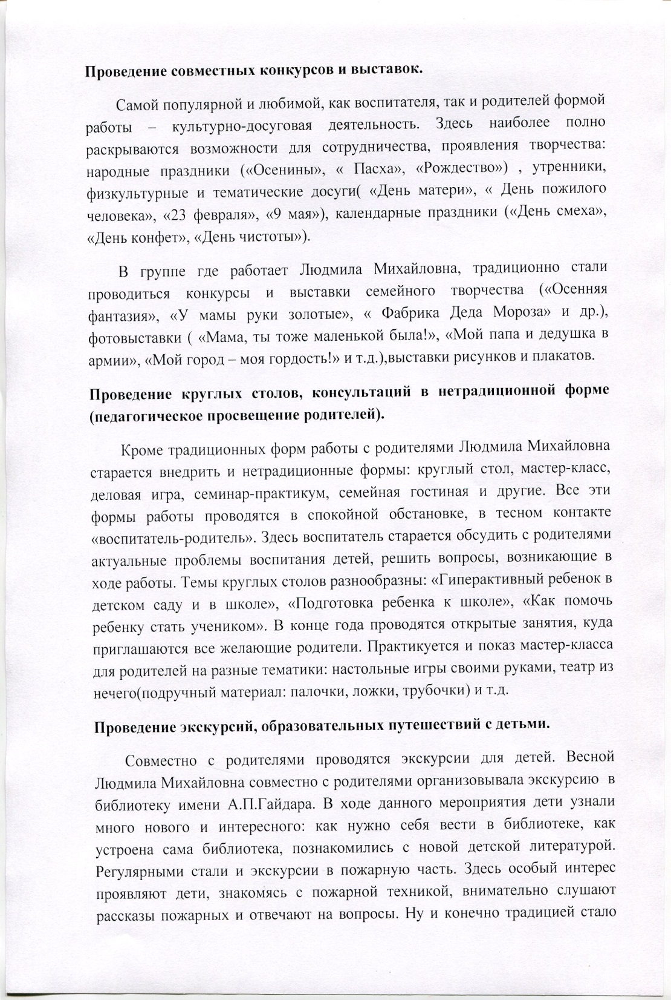 Проведение совместных конкурсов и выставок.
Самой популярной и любимой, как воспитателя, так и родителей формой
работы – культурно-досуговая деятельность. Здесь наиболее полно
раскрываются возможности для сотрудничества, проявления творчества:
народные праздники («Осенины», « Пасха», «Рождество») , утренники,
физкультурные и тематические досуги( «День матери», « День пожилого
человека», «23 февраля», «9 мая»), календарные праздники («День смеха»,
«День конфет», «День чистоты»).
В группе где работает Людмила Михайловна, традиционно стали
проводиться конкурсы и выставки семейного творчества («Осенняя
фантазия», «У мамы руки золотые», « Фабрика Деда Мороза» и др.),
фотовыставки ( «Мама, ты тоже маленькой была!», «Мой папа и дедушка в
армии», «Мой город – моя гордость!» и т.д.),выставки рисунков и плакатов.
Проведение круглых столов, консультаций в нетрадиционной форме
(педагогическое просвещение родителей).
Кроме традиционных форм работы с родителями Людмила Михайловна
старается внедрить и нетрадиционные формы: круглый стол, мастер-класс,
деловая игра, семинар-практикум, семейная гостиная и другие. Все эти
формы работы проводятся в спокойной обстановке, в тесном контакте
«воспитатель-родитель». Здесь воспитатель старается обсудить с родителями
актуальные проблемы воспитания детей, решить вопросы, возникающие в
ходе работы. Темы круглых столов разнообразны: «Гиперактивный ребенок в
детском саду и в школе», «Подготовка ребенка к школе», «Как помочь
ребенку стать учеником». В конце года проводятся открытые занятия, куда
приглашаются все желающие родители. Практикуется и показ мастер-класса
для родителей на разные тематики: настольные игры своими руками, театр из
нечего(подручный материал: палочки, ложки, трубочки) и т.д.
Проведение экскурсий, образовательных путешествий с детьми.
Совместно с родителями проводятся экскурсии для детей. Весной
Людмила Михайловна совместно с родителями организовывала экскурсию в
библиотеку имени А.П.Гайдара. В ходе данного мероприятия дети узнали
много нового и интересного: как нужно себя вести в библиотеке, как
устроена сама библиотека, познакомились с новой детской литературой.
Регулярными стали и экскурсии в пожарную часть. Здесь особый интерес
проявляют дети, знакомясь с пожарной техникой, внимательно слушают
рассказы пожарных и отвечают на вопросы. Ну и конечно традицией стало